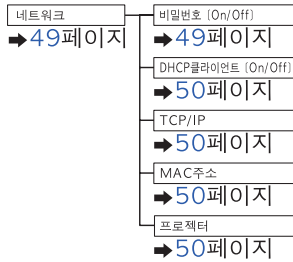 네트워크
➡49페이지
비밀번호 (On/Off)
➡49페이지
DHCP클라이언트 (On/Off)
➡50페이지
TCP/IP
➡50페이지
MAC주소
➡50페이지
프로젝터
➡50페이지